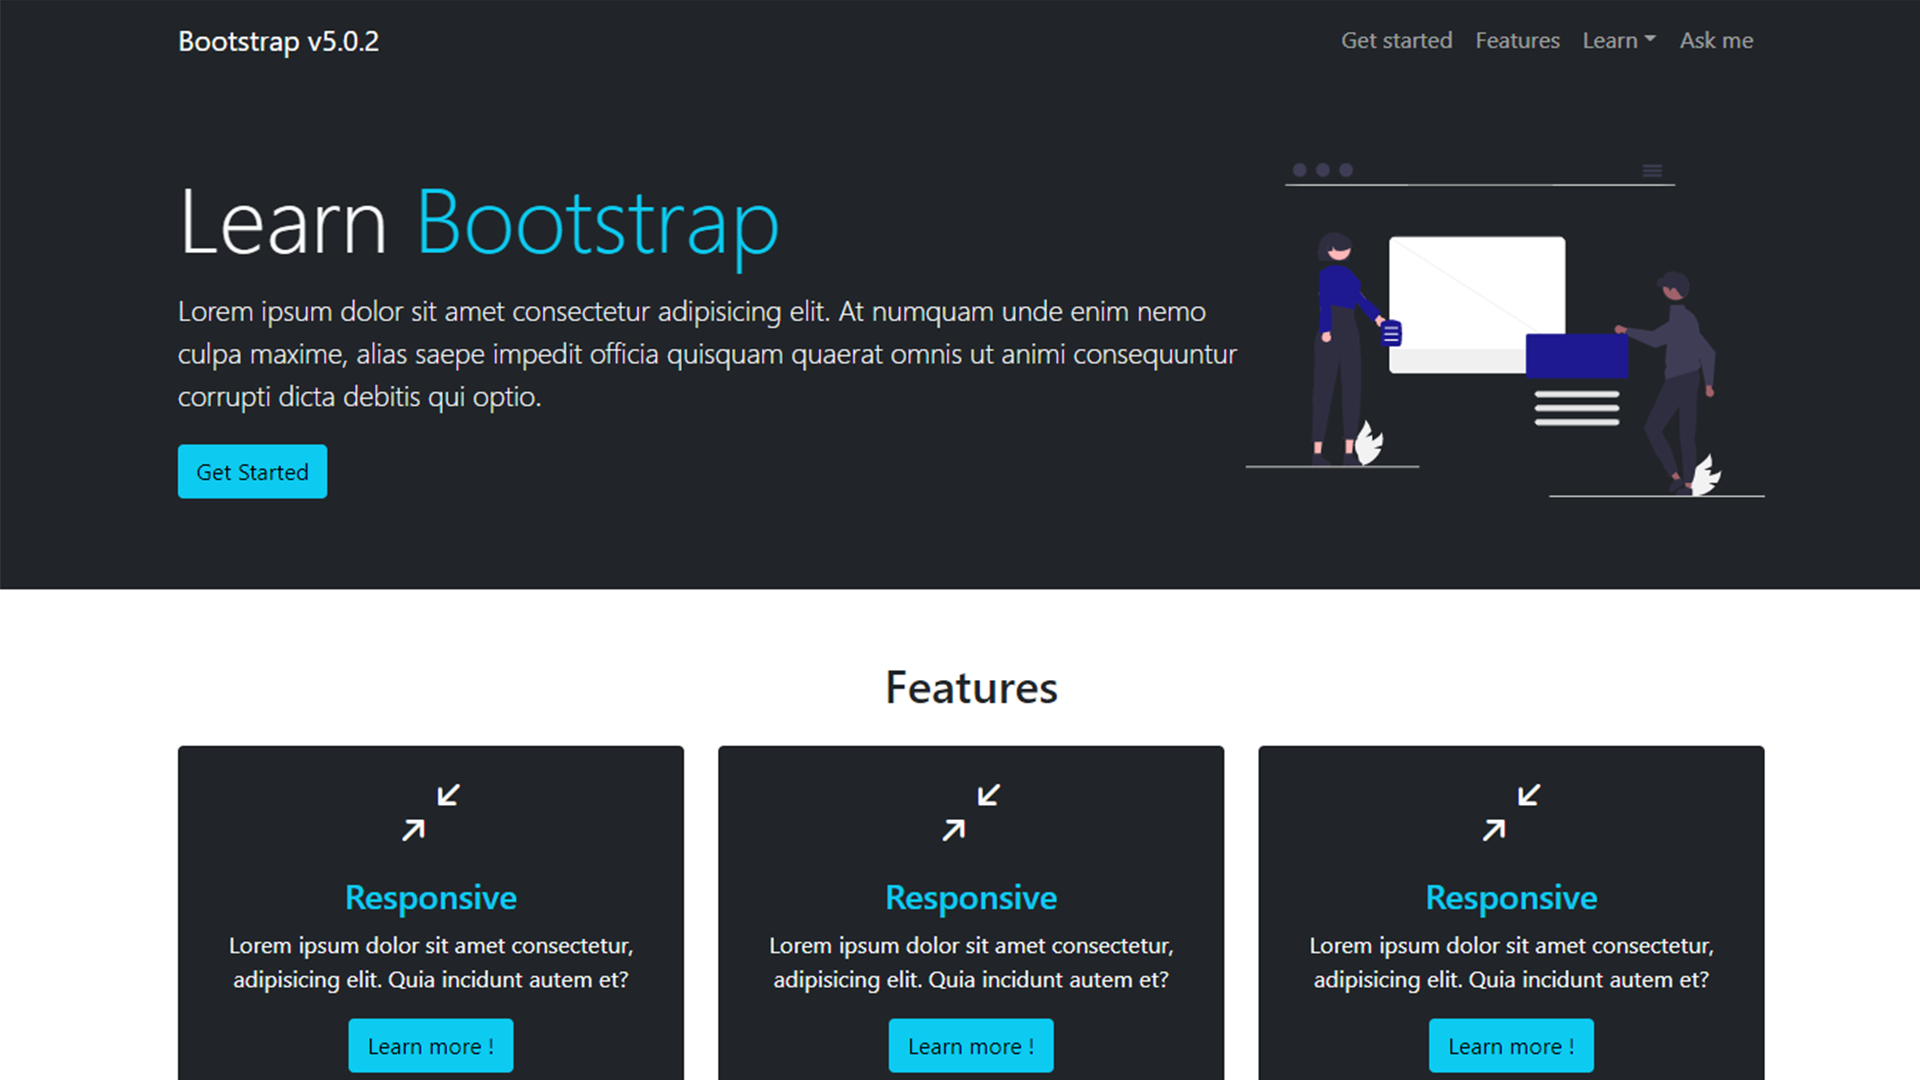 Bootstrap v5.0.2
Get started Features Learn Ask me
Learn Bootstrap
Lorem ipsum dolor sit amet consectetur adipisicing elit. At numquam unde enim nemo
culpa maxime, alias saepe impedit officia quisquam quaerat omnis ut animi consequuntur
corrupti dicta debitis qui optio.
Get Started
Features
Responsive
Lorem ipsum dolor sit amet consectetur,
adipisicing elit. Quia incidunt autem et?
Learn more !
Responsive
Lorem ipsum dolor sit amet consectetur,
adipisicing elit. Quia incidunt autem et?
Learn more !
Responsive
Lorem ipsum dolor sit amet consectetur,
adipisicing elit. Quia incidunt autem et?
Learn more !